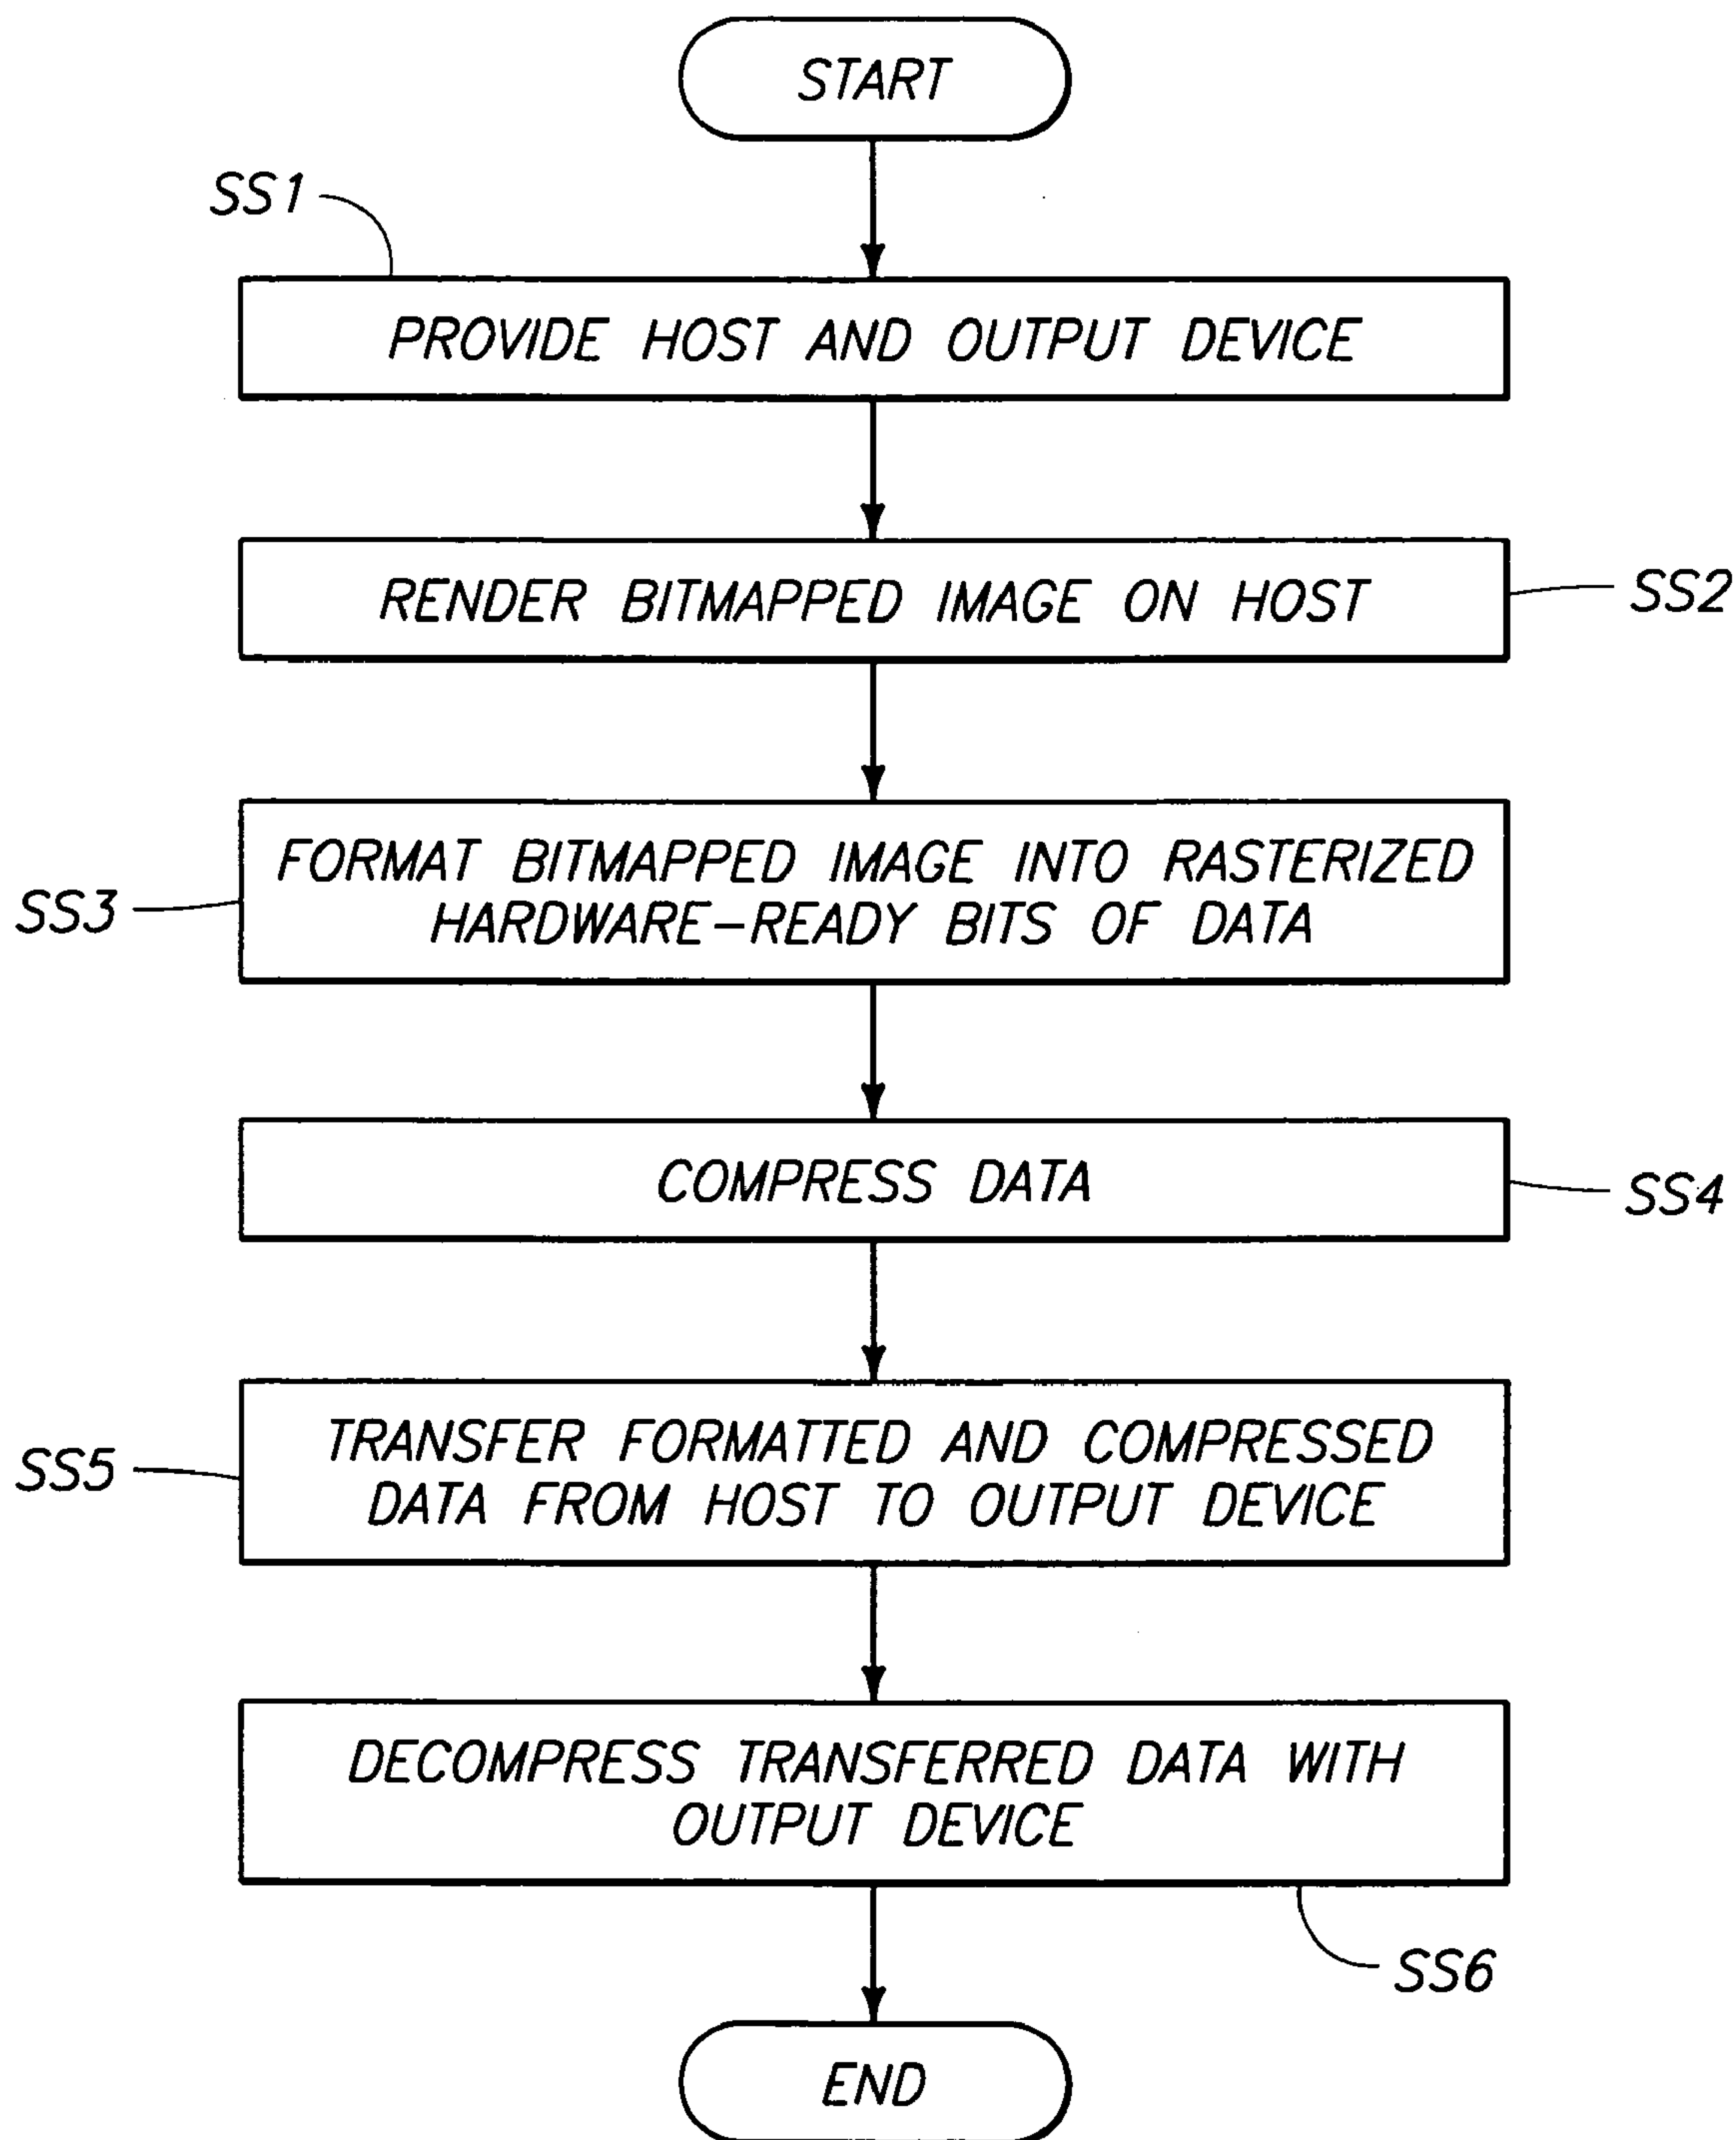 START
SS1
PROVIDE HOST AND OUTPUT DEVICE
RENDER BITMAPPED IMAGE ON HOST
SS2
FORMAT BITMAPPED IMAGE INTO RASTERIZED
HARDWARE-READY BITS OF DATA
SS3
COMPRESS DATA
SS4
TRANSFER FORMATTED AND COMPRESSED
DATA FROM HOST TO OUTPUT DEVICE
SS5
DECOMPRESS TRANSFERRED DATA WITH
OUTPUT DEVICE
SS6
END